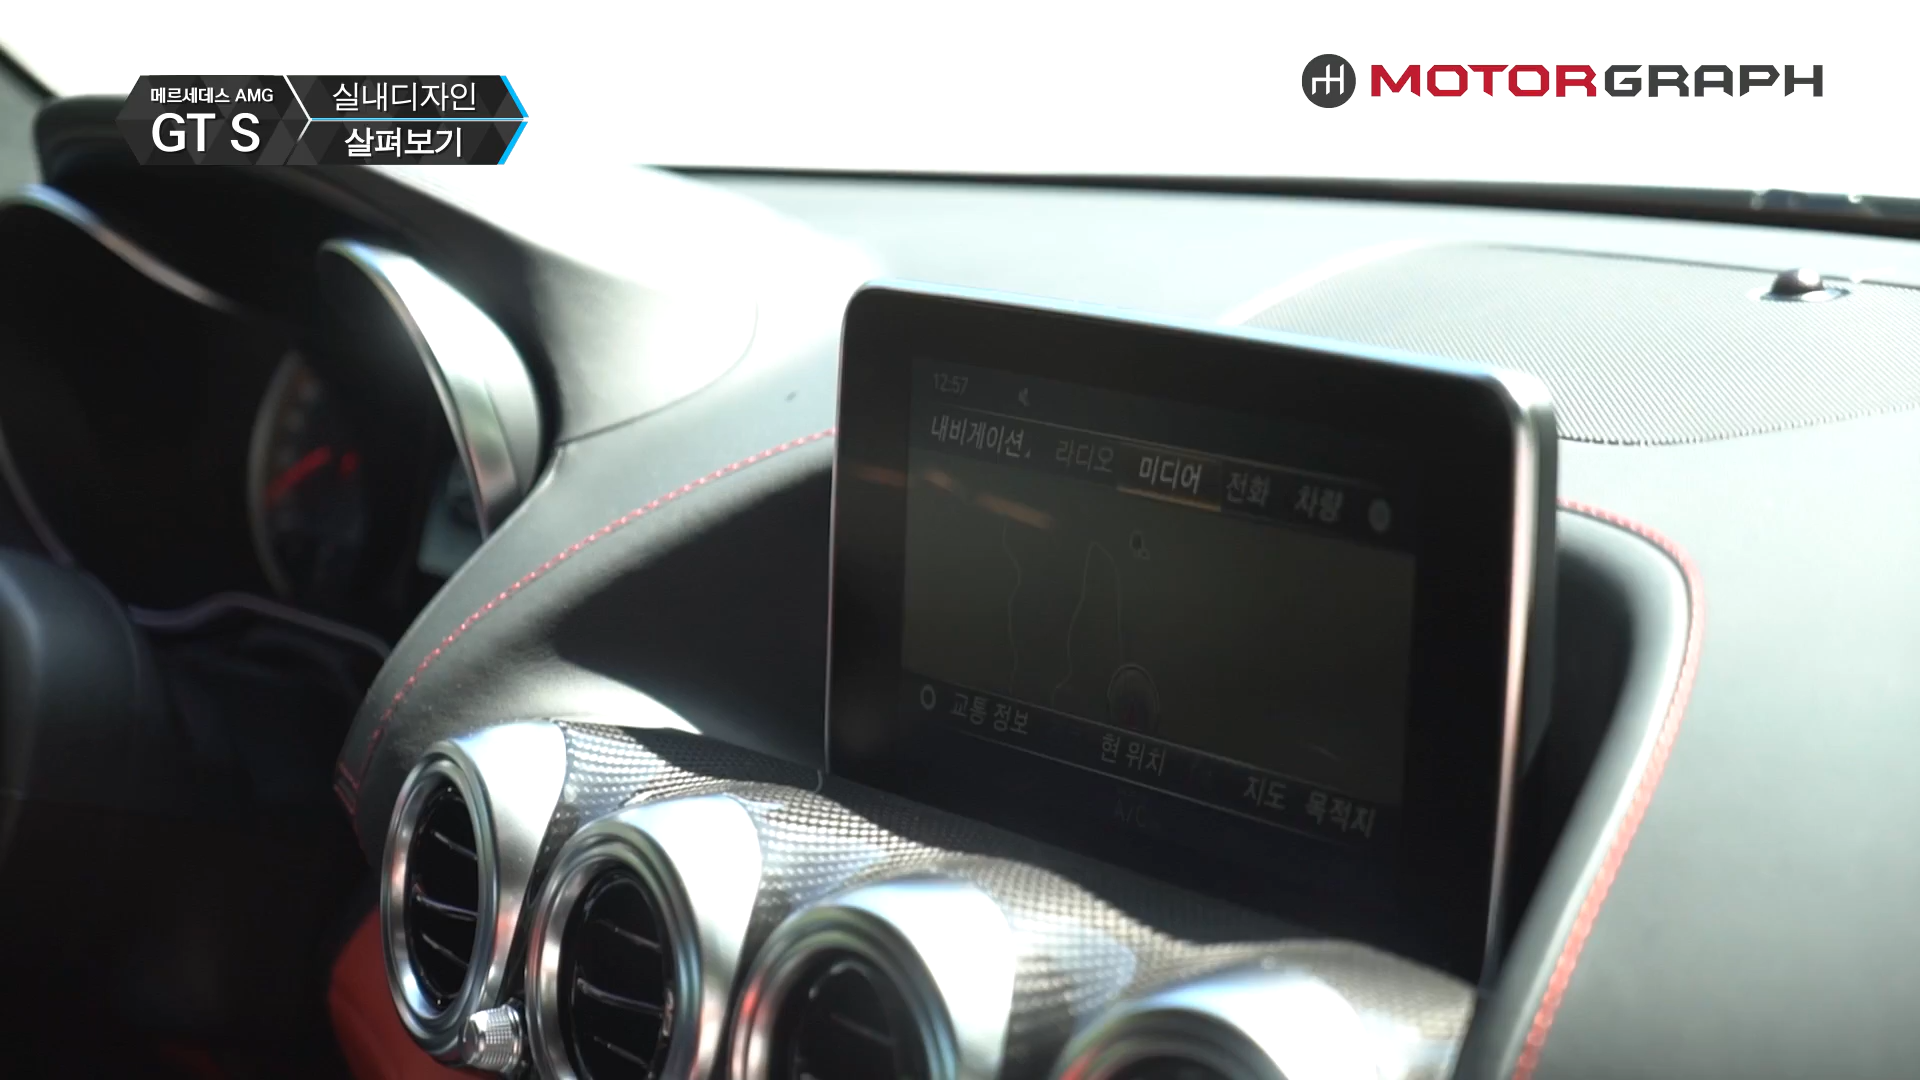 메르세데스 AMG
GT S
실내디자인
살펴보기
MOTORGRAPH
12:57
내비게이션 라디오 미디어 전화 차량
교통 정보
현 위치
지도 목적지